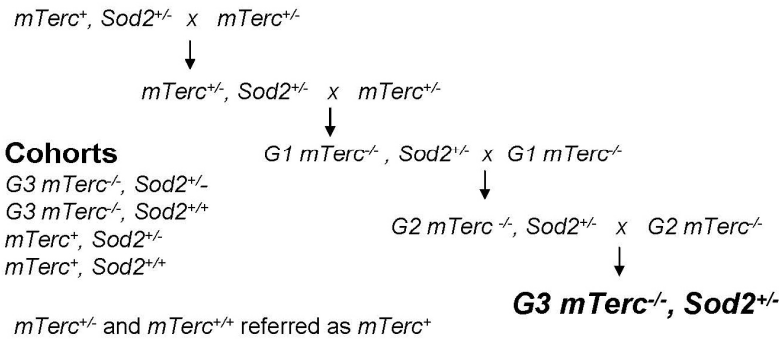 mTerc⁺, Sod2⁺/⁻ x mTerc⁺/⁻
mTerc⁺/⁻, Sod2⁺/⁻ x mTerc⁺/⁻
G1 mTerc⁻/⁻ , Sod2⁺/⁻ x G1 mTerc⁻/⁻
G2 mTerc ⁻/⁻, Sod2⁺/⁻ x G2 mTerc⁻/⁻
G3 mTerc⁻/⁻, Sod2⁺/⁻
Cohorts
G3 mTerc⁻/⁻, Sod2⁺/-
G3 mTerc⁻/⁻, Sod2⁺/⁺
mTerc⁺, Sod2⁺/⁻
mTerc⁺, Sod2⁺/⁺
mTerc⁺/⁻ and mTerc⁺/⁺ referred as mTerc⁺